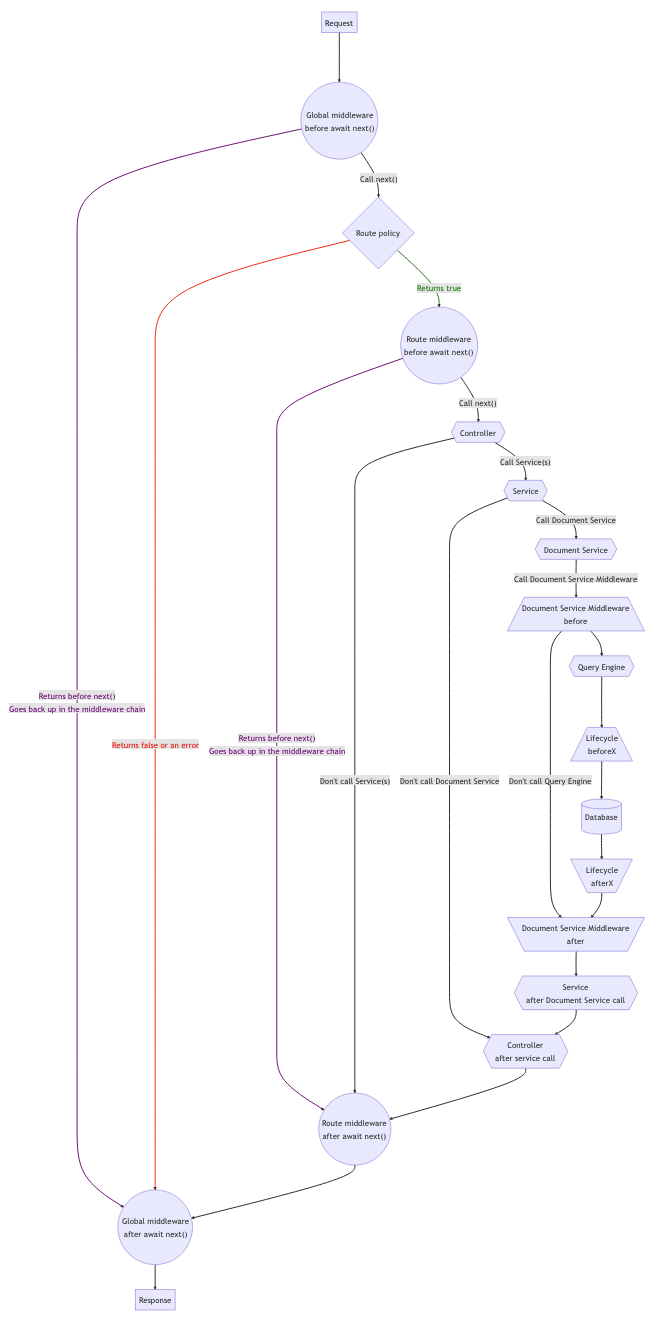 Request
Global middleware
before await next()
Call next()
Route policy
Returns true
Route middleware
before await next()
Call next()
Controller
Call Service(s)
Service
Call Document Service
Document Service
Call Document Service Middleware
Document Service Middleware
before
Query Engine
Returns before next()
Goes back up in the middleware chain
Returns false or an error
Returns before next()
Goes back up in the middleware chain
Lifecycle
beforeX
Don't call Service(s)
Don't call Document Service
Don't call Query Engine
Database
Lifecycle
afterX
Document Service Middleware
after
Service
after Document Service call
Controller
after service call
Route middleware
after await next()
Global middleware
after await next()
Response